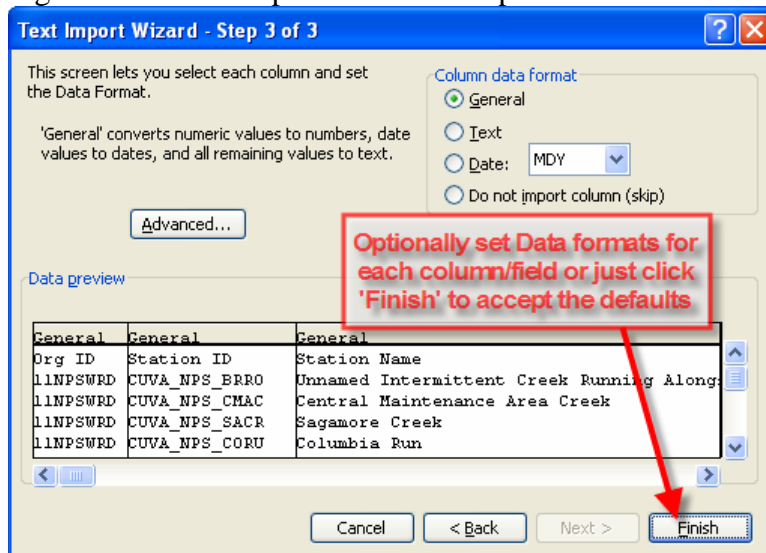 Text Import Wizard - Step 3 of 3
This screen lets you select each column and set
the Data Format.
'General' converts numeric values to numbers, date
values to dates, and all remaining values to text.
Advanced...
Column data format
General
Text
Date: MDY
Do not import column (skip)
Optionally set Data formats for
each column/field or just click
'Finish' to accept the defaults
Data preview
General General General
Org ID Station ID Station Name
11NPSWRD CUVA_NPS_BRRO Unnamed Intermittent Creek Running Along
11NPSWRD CUVA_NPS_CMAC Central Maintenance Area Creek
11NPSWRD CUVA_NPS_SACR Sagamore Creek
11NPSWRD CUVA_NPS_CORU Columbia Run
Cancel < Back Next > Finish